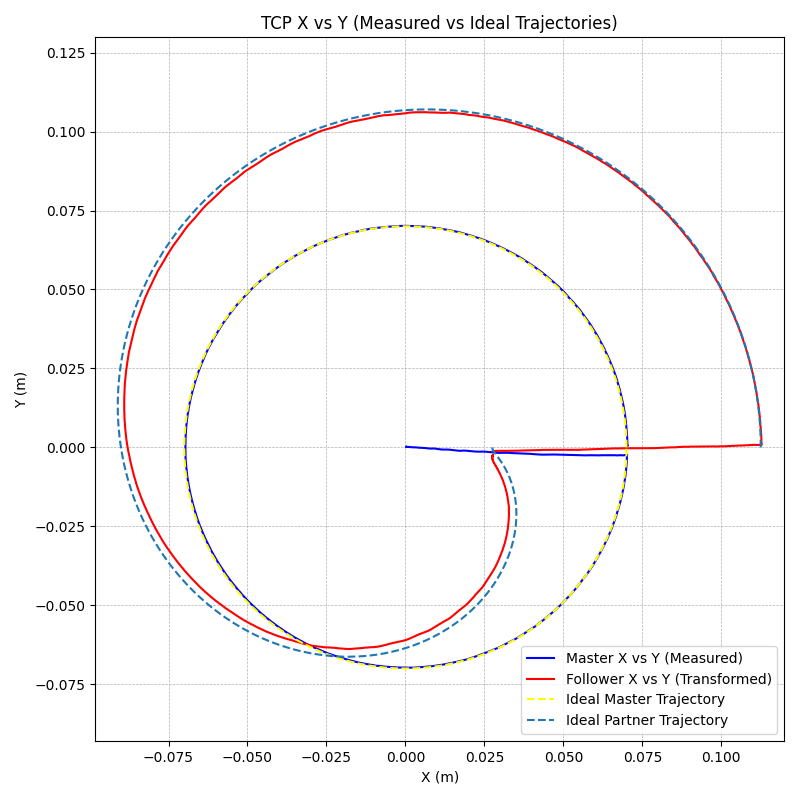 TCP X vs Y (Measured vs Ideal Trajectories)
0.125
0.100
0.075
0.050
0.025
0.000
−0.025
−0.050
−0.075
Y (m)
Master X vs Y (Measured)
Follower X vs Y (Transformed)
Ideal Master Trajectory
Ideal Partner Trajectory
−0.075 −0.050 −0.025 0.000 0.025 0.050 0.075 0.100
X (m)